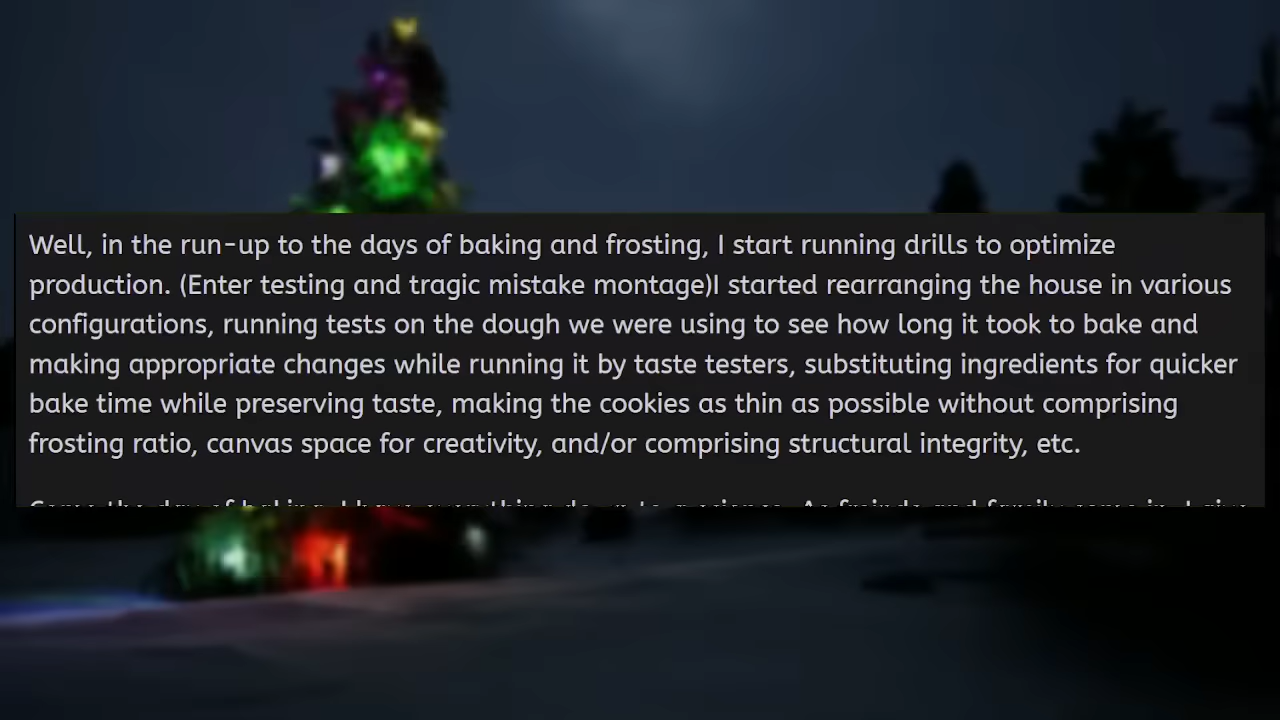 Well, in the run-up to the days of baking and frosting, I start running drills to optimize
production. (Enter testing and tragic mistake montage)I started rearranging the house in various
configurations, running tests on the dough we were using to see how long it took to bake and
making appropriate changes while running it by taste testers, substituting ingredients for quicker
bake time while preserving taste, making the cookies as thin as possible without comprising
frosting ratio, canvas space for creativity, and/or comprising structural integrity, etc.